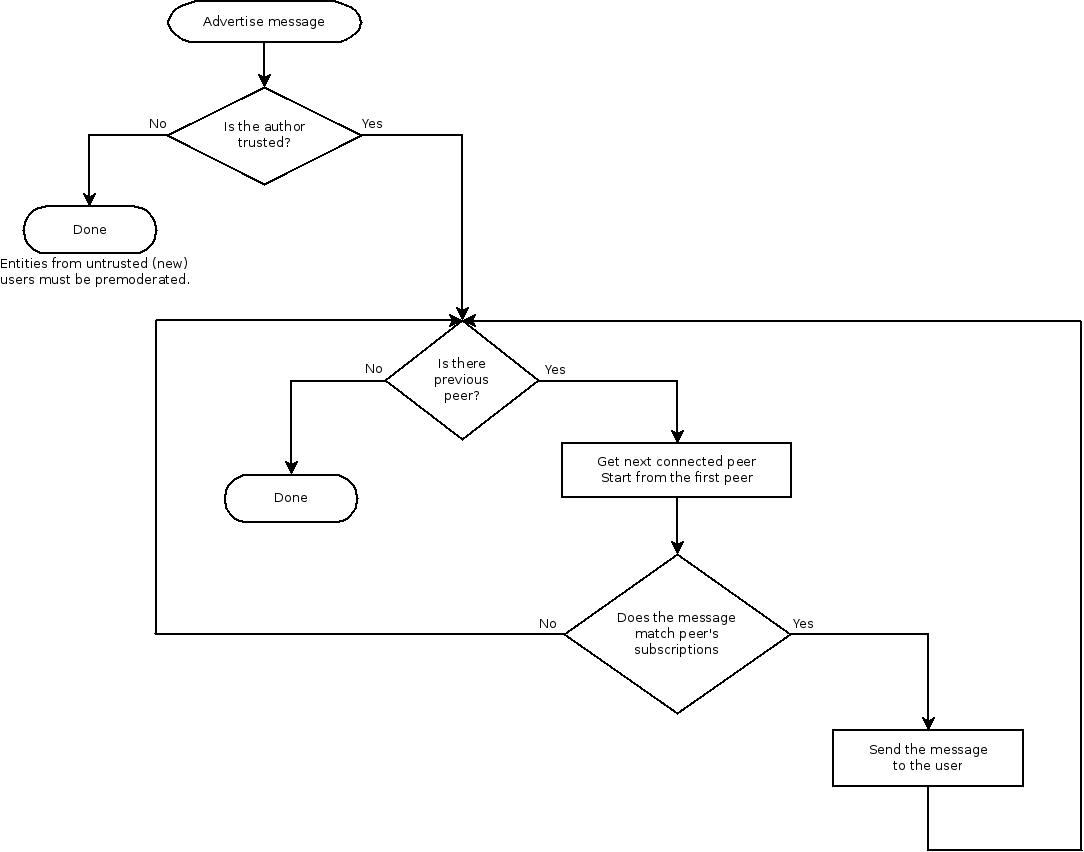 Advertise message
Is the author
trusted?
No
Yes
Done
Entities from untrusted (new)
users must be premoderated.
Is there
previous
peer?
No
Yes
Get next connected peer
Start from the first peer
Done
Does the message
match peer's
subscriptions
No
Yes
Send the message
to the user